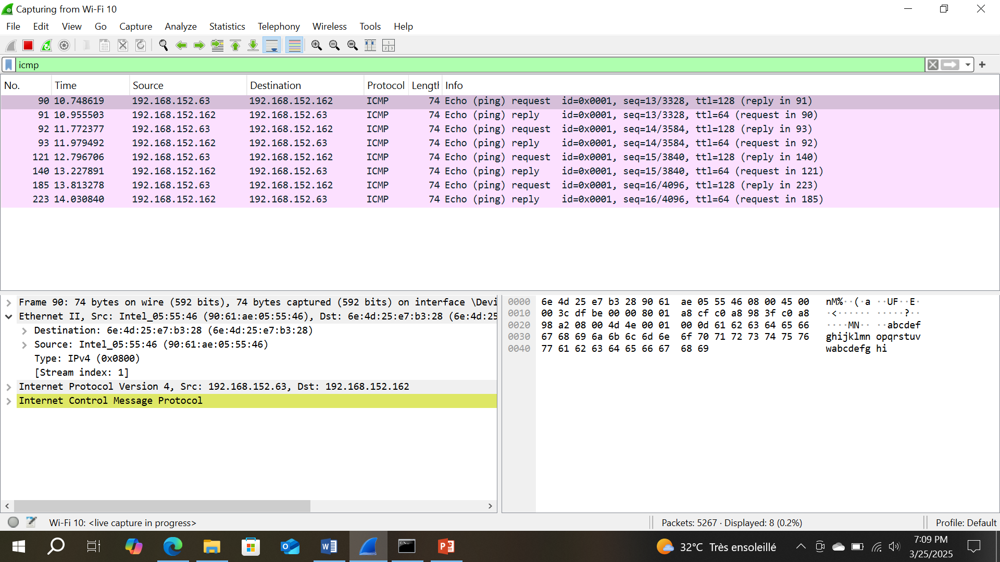 Capturing from Wi-Fi 10
File Edit View Go Capture Analyze Statistics Telephony Wireless Tools Help
icmp
No. Time Source Destination Protocol Length Info
90 10.748619 192.168.152.63 192.168.152.162 ICMP 74 Echo (ping) request id=0x0001, seq=13/3328, ttl=128 (reply in 91)
91 10.955503 192.168.152.162 192.168.152.63 ICMP 74 Echo (ping) reply id=0x0001, seq=13/3328, ttl=64 (request in 90)
92 11.772377 192.168.152.63 192.168.152.162 ICMP 74 Echo (ping) request id=0x0001, seq=14/3584, ttl=128 (reply in 93)
93 11.979492 192.168.152.162 192.168.152.63 ICMP 74 Echo (ping) reply id=0x0001, seq=14/3584, ttl=64 (request in 92)
121 12.796706 192.168.152.63 192.168.152.162 ICMP 74 Echo (ping) request id=0x0001, seq=15/3840, ttl=128 (reply in 140)
140 13.227891 192.168.152.162 192.168.152.63 ICMP 74 Echo (ping) reply id=0x0001, seq=15/3840, ttl=64 (request in 121)
185 13.813278 192.168.152.63 192.168.152.162 ICMP 74 Echo (ping) request id=0x0001, seq=16/4096, ttl=128 (reply in 223)
223 14.030840 192.168.152.162 192.168.152.63 ICMP 74 Echo (ping) reply id=0x0001, seq=16/4096, ttl=64 (request in 185)
Frame 90: 74 bytes on wire (592 bits), 74 bytes captured (592 bits) on interface \Devi
Ethernet II, Src: Intel_05:55:46 (90:61:ae:05:55:46), Dst: 6e:4d:25:e7:b3:28 (6e:4d:25
Destination: 6e:4d:25:e7:b3:28 (6e:4d:25:e7:b3:28)
Source: Intel_05:55:46 (90:61:ae:05:55:46)
Type: IPv4 (0x0800)
[Stream index: 1]
Internet Protocol Version 4, Src: 192.168.152.63, Dst: 192.168.152.162
Internet Control Message Protocol
0000 6e 4d 25 e7 b3 28 90 61 ae 05 55 46 08 00 45 00 nM%··(·a ··UF··E·
0010 00 3c df be 00 00 80 01 a8 cf c0 a8 98 3f c0 a8 ·<······ ·····?··
0020 98 a2 08 00 4d 4e 00 01 00 0d 61 62 63 64 65 66 ····MN·· ··abcdef
0030 67 68 69 6a 6b 6c 6d 6e 6f 70 71 72 73 74 75 76 ghijklmn opqrstuv
0040 77 61 62 63 64 65 66 67 68 69 wabcdefg hi
Wi-Fi 10: <live capture in progress> Packets: 5267 · Displayed: 8 (0.2%) Profile: Default
32°C Très ensoleillé
7:09 PM
3/25/2025